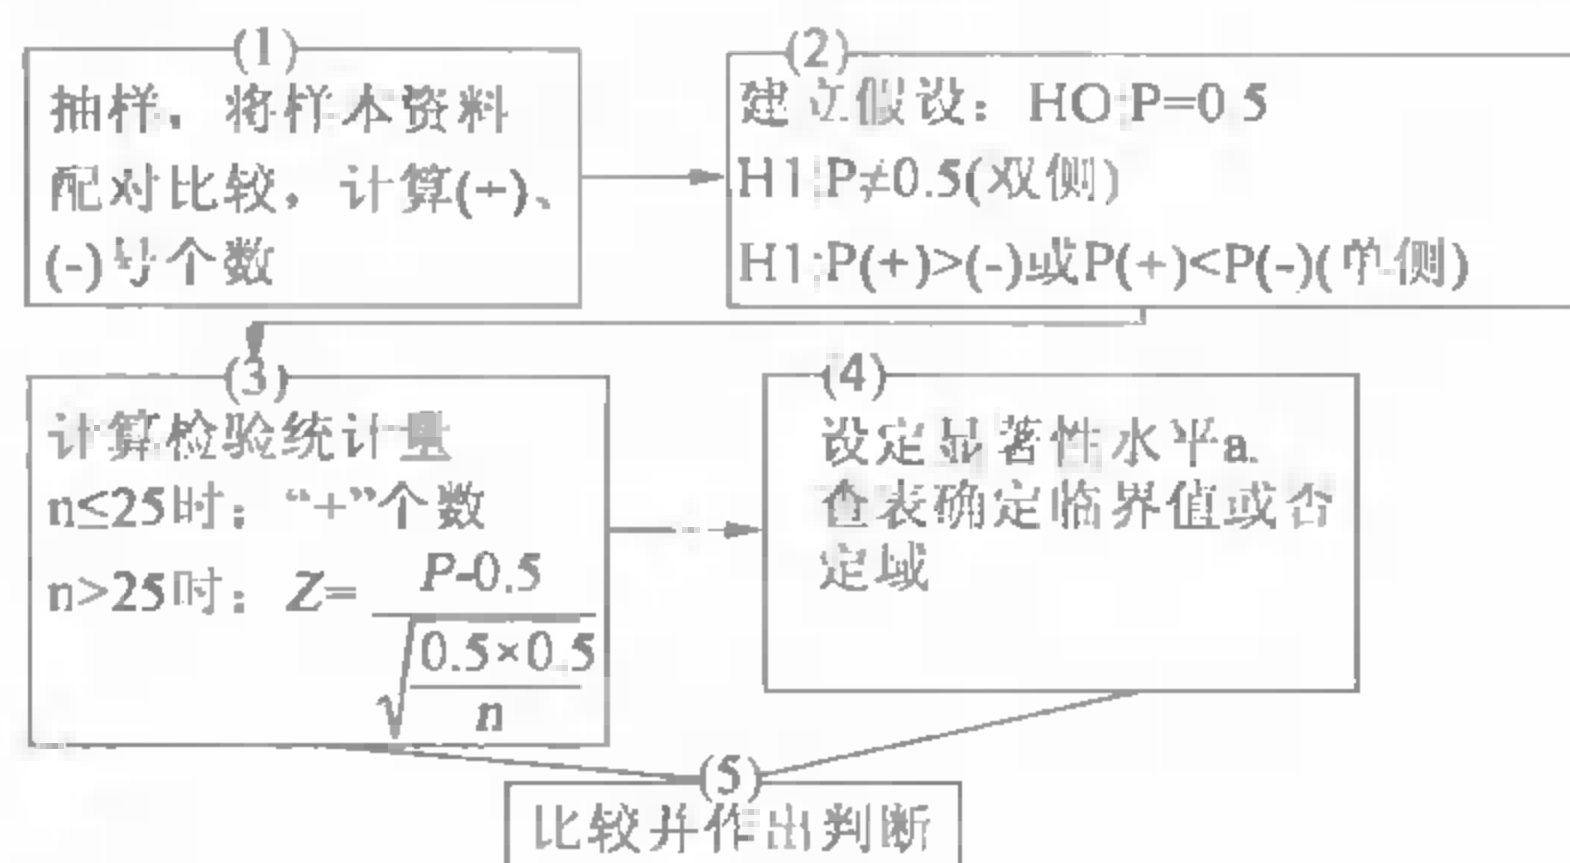 (1)
抽样，将样本资料
配对比较，计算(+)、
(-)号个数
(2)
建立假设：HO:P=0.5
H1:P≠0.5(双侧)
H1:P(+)>(-)或P(+)<P(-)(单侧)
(3)
计算检验统计量
n≤25时：“+”个数
n>25时：Z=
P-0.5
0.5×0.5
n
(4)
设定显著性水平a.
查表确定临界值或否
定域
(5)
比较并作出判断